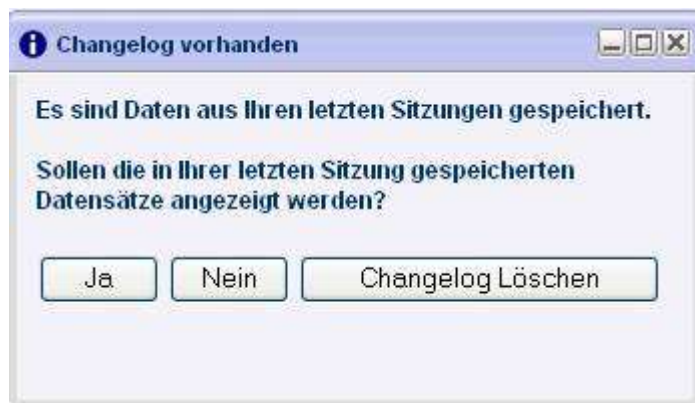 Changelog vorhanden
Es sind Daten aus Ihren letzten Sitzungen gespeichert.
Sollen die in Ihrer letzten Sitzung gespeicherten
Datensätze angezeigt werden?
Ja Nein Changelog Löschen